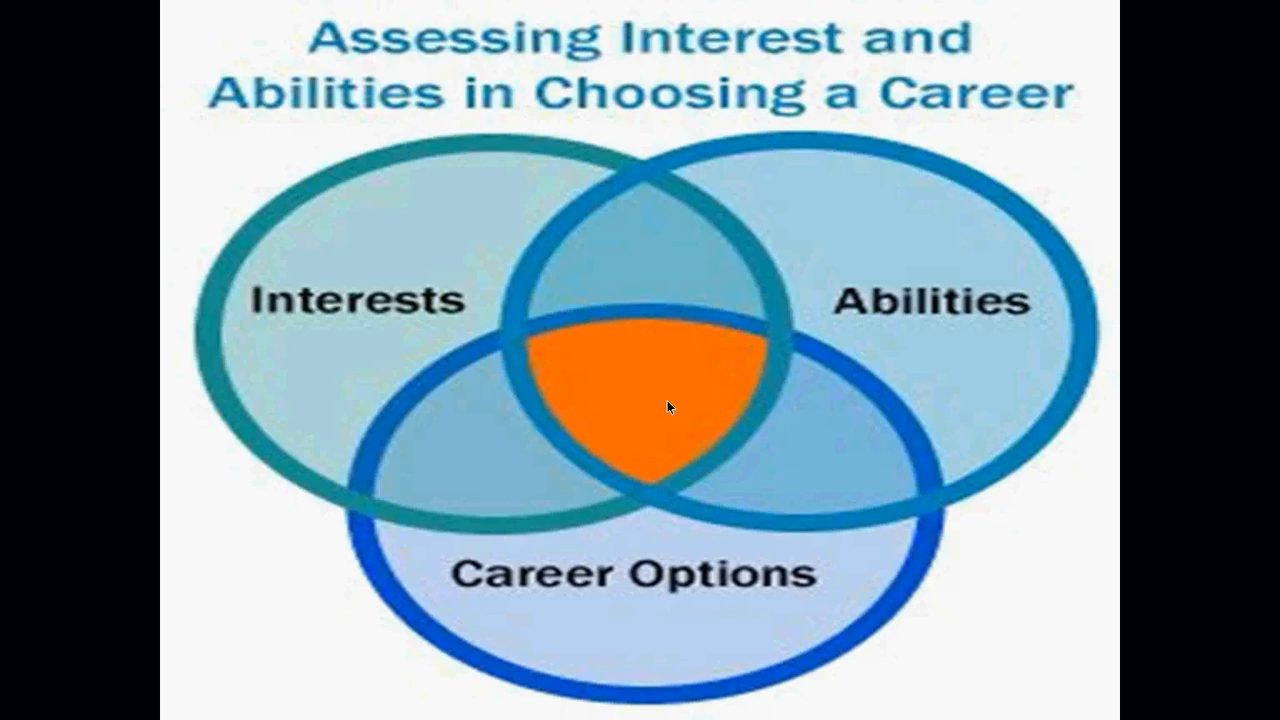 Assessing Interest and
Abilities in Choosing a Career
Interests
Abilities
Career Options